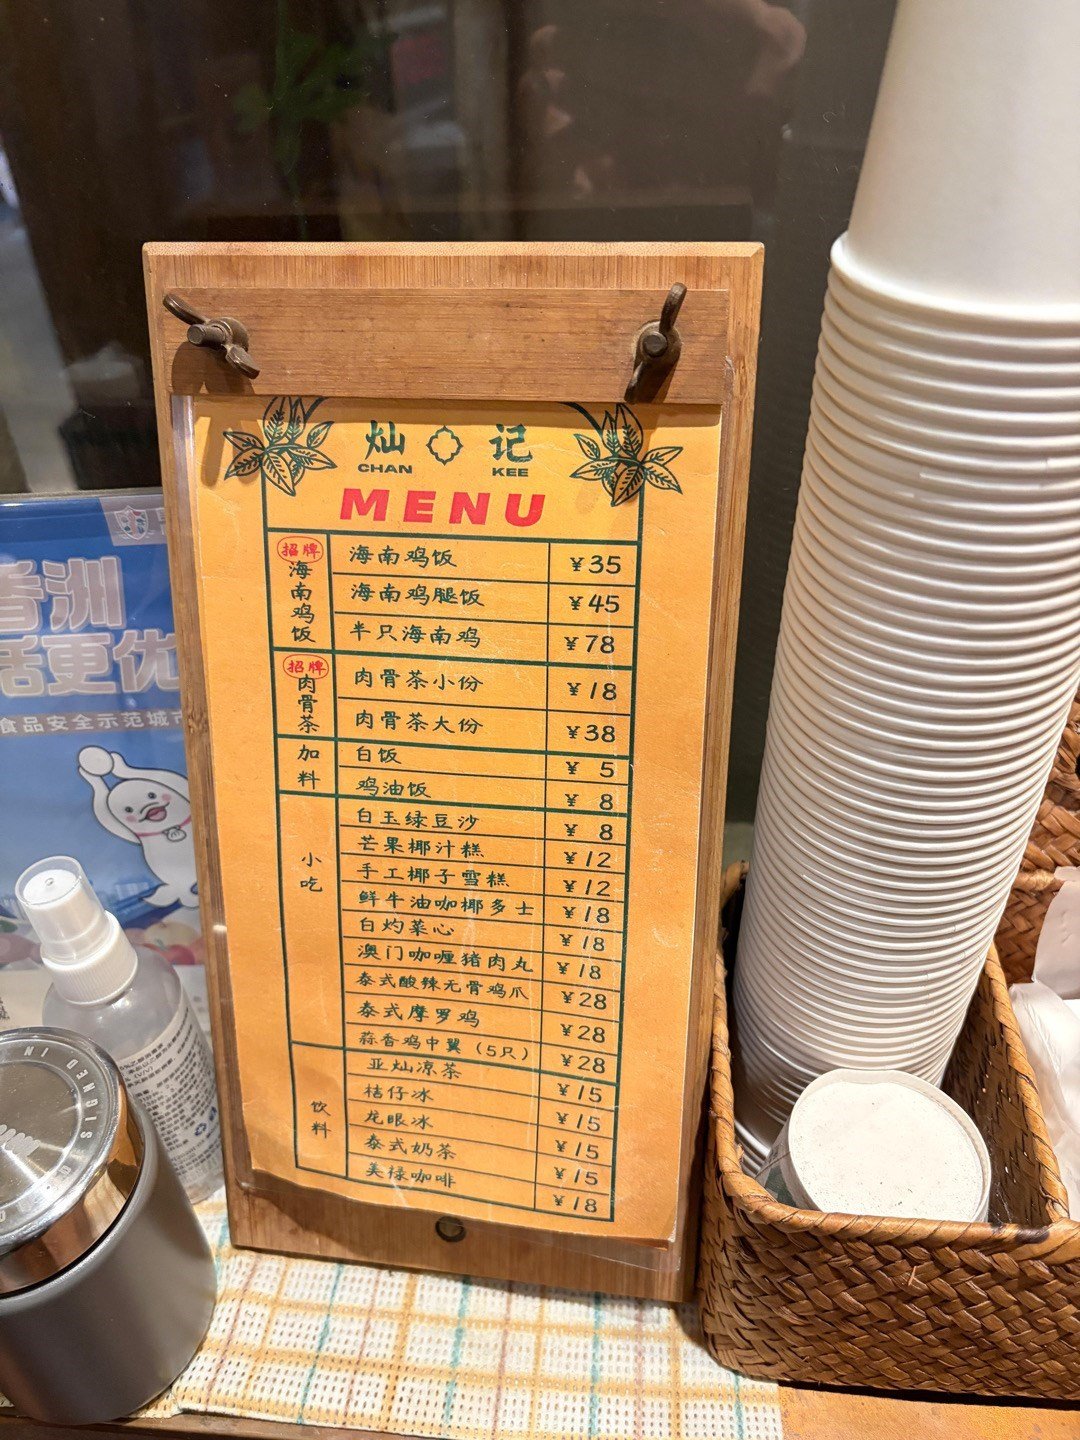 灿 记
CHAN KEE
MENU
招牌
海南鸡饭
海南鸡饭 ¥35
海南鸡腿饭 ¥45
半只海南鸡 ¥78
招牌
肉骨茶
肉骨茶小份 ¥18
肉骨茶大份 ¥38
加料
白饭 ¥5
鸡油饭 ¥8
小吃
白玉绿豆沙 ¥8
芒果椰汁糕 ¥12
手工椰子雪糕 ¥12
鲜牛油咖椰多士 ¥18
白灼菜心 ¥18
澳门咖喱猪肉丸 ¥18
泰式酸辣无骨鸡爪 ¥28
泰式摩罗鸡 ¥28
蒜香鸡中翼(5只) ¥28
饮料
亚灿凉茶 ¥15
桔仔冰 ¥15
龙眼冰 ¥15
泰式奶茶 ¥15
美禄咖啡 ¥18
香洲
活更优
食品安全示范城市